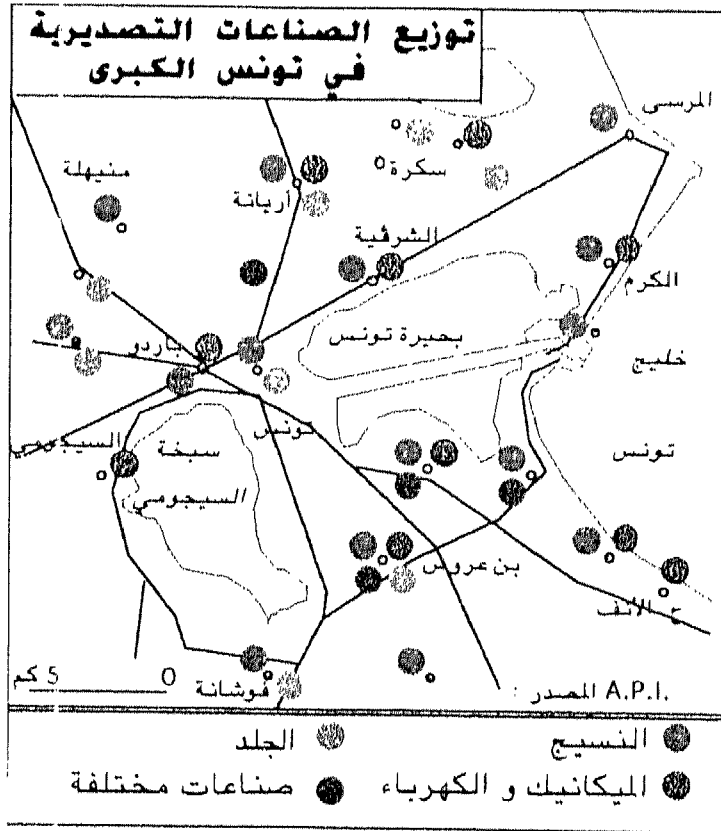 توزيع الصناعات التصديرية
في تونس الكبرى
المرسى
سكرة
منيهلة
أريانة
الشرقية
الكرم
بحيرة تونس
خليج
باردو
تونس
تونس
السيجومي
سبخة
السيجومي
بن عروس
ح الأنف
فوشانة
0 5 كم
المصدر : A.P.I.
النسيج
الجلد
الميكانيك و الكهرباء
صناعات مختلفة